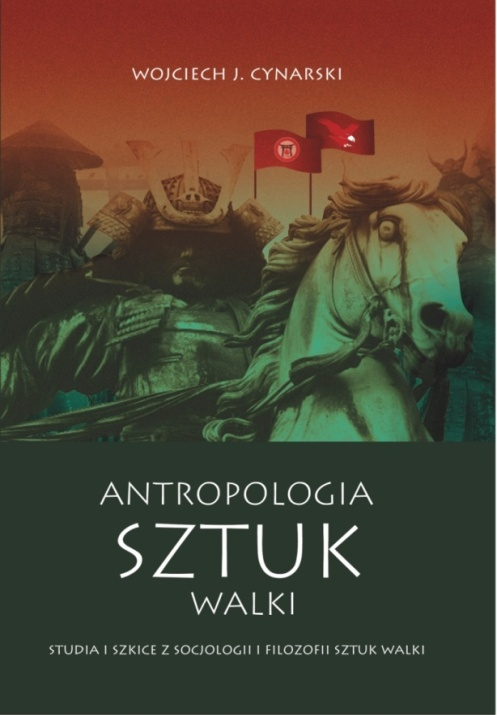 WOJCIECH J. CYNARSKI
ANTROPOLOGIA
SZTUK
WALKI
STUDIA I SZKICE Z SOCJOLOGII I FILOZOFII SZTUK WALKI